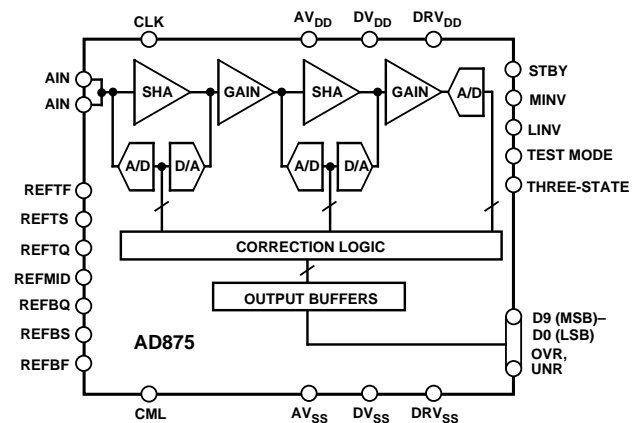 CLK
AVDD
DVDD
DRVDD
AIN
AIN
SHA
GAIN
SHA
GAIN
A/D
A/D
D/A
A/D
D/A
STBY
MINV
LINV
TEST MODE
THREE-STATE
REFTF
REFTS
REFTQ
REFMID
REFBQ
REFBS
REFBF
CORRECTION LOGIC
OUTPUT BUFFERS
AD875
D9 (MSB)–
D0 (LSB)
OVR,
UNR
CML
AVSS
DVSS
DRVSS